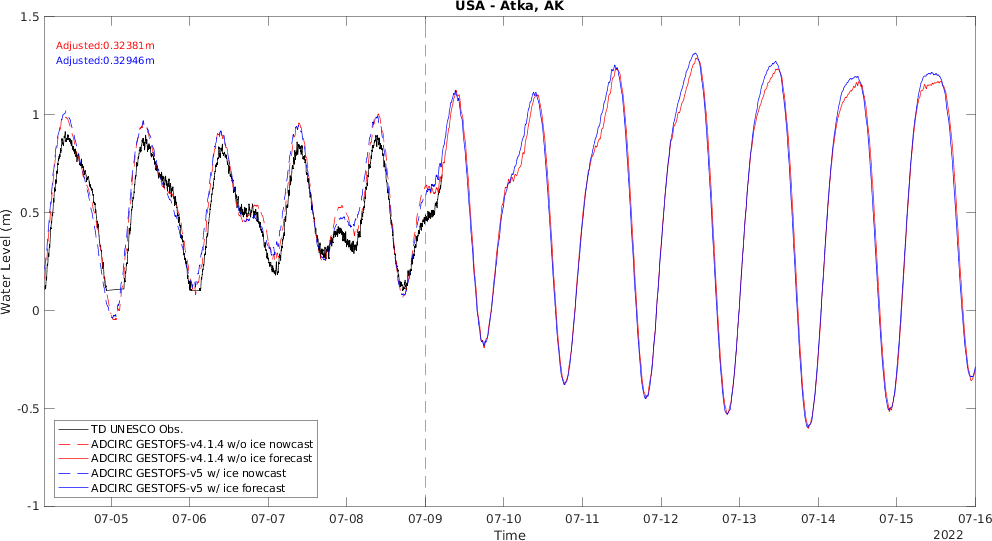 USA - Atka, AK
Adjusted:0.32381m
Adjusted:0.32946m
1.5
1
0.5
0
-0.5
-1
Water Level (m)
TD UNESCO Obs.
ADCIRC GESTOFS-v4.1.4 w/o ice nowcast
ADCIRC GESTOFS-v4.1.4 w/o ice forecast
ADCIRC GESTOFS-v5 w/ ice nowcast
ADCIRC GESTOFS-v5 w/ ice forecast
07-05 07-06 07-07 07-08 07-09 07-10 07-11 07-12 07-13 07-14 07-15 07-16
Time
2022